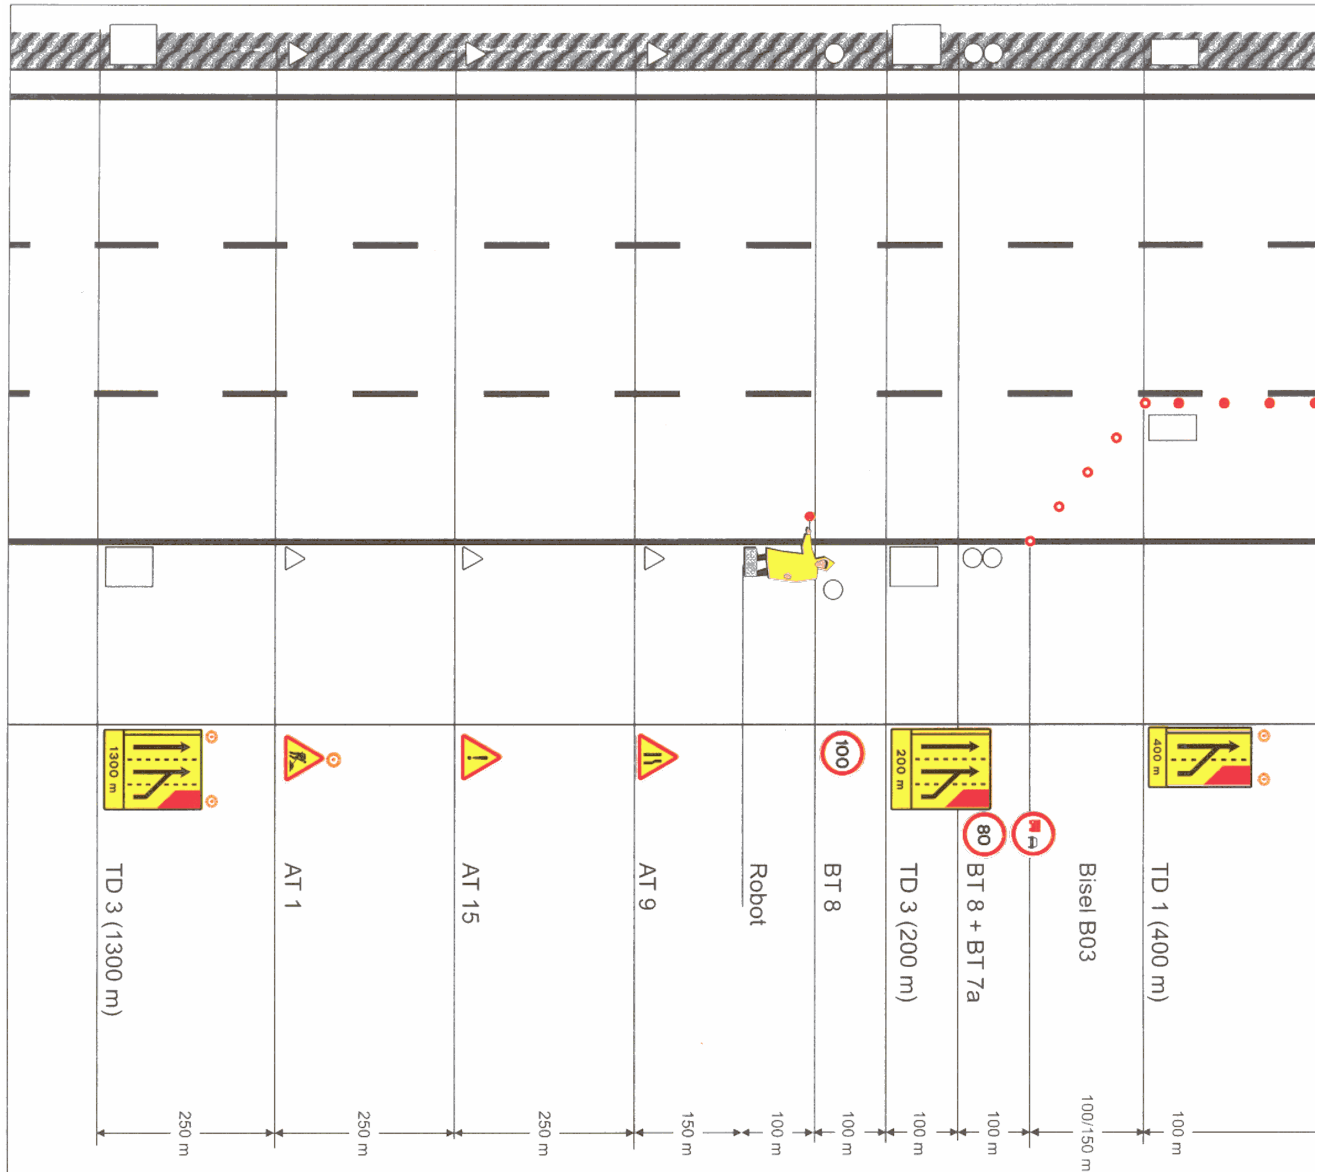 1300 m
100
200 m
80
400 m
TD 3 (1300 m)
AT 1
AT 15
AT 9
Robot
BT 8
TD 3 (200 m)
BT 8 + BT 7a
Bisel B03
TD 1 (400 m)
250 m
250 m
250 m
150 m
100 m
100 m
100 m
100 m
100/150 m
100 m